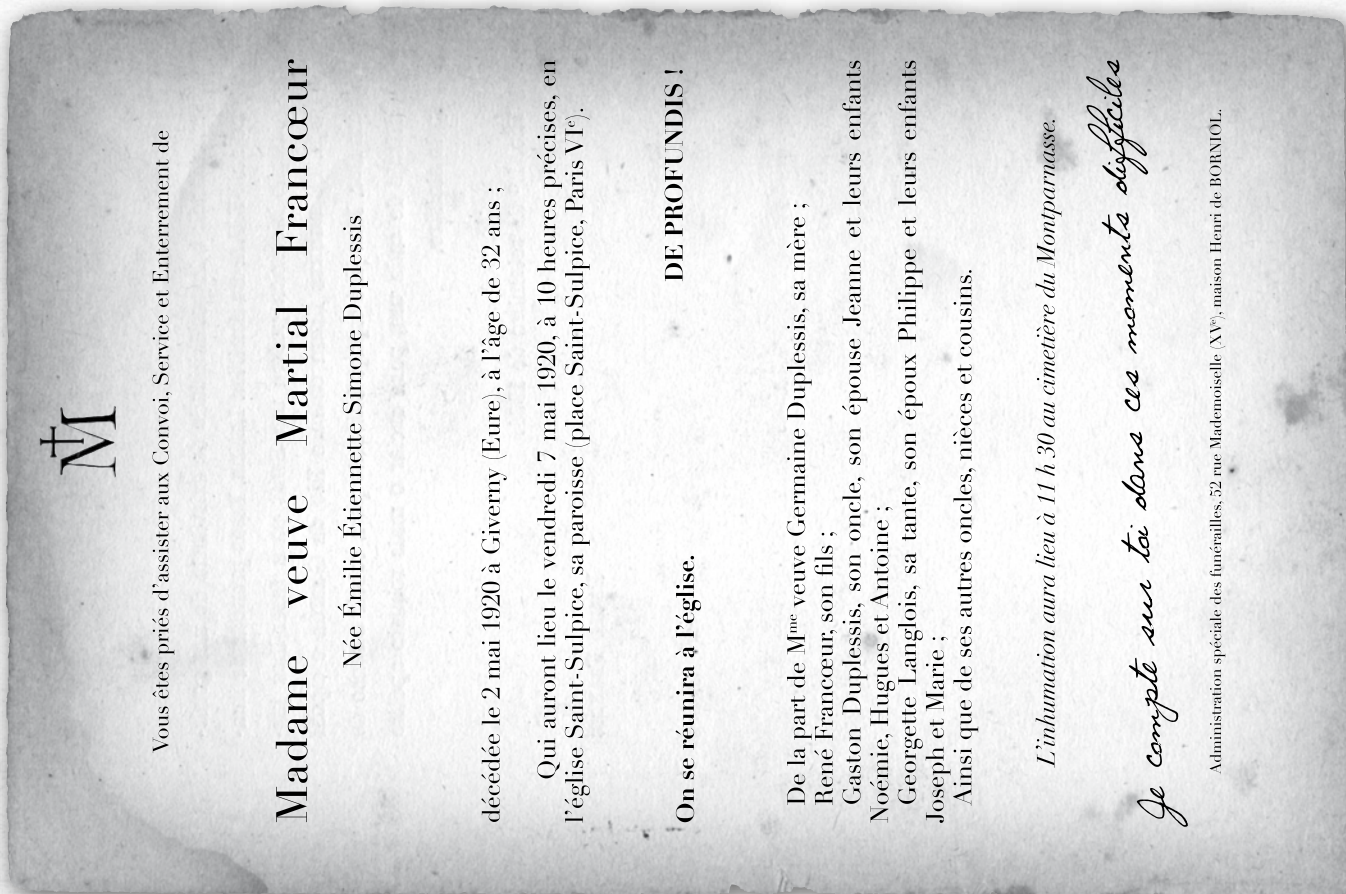 M
Vous êtes priés d’assister aux Convoi, Service et Enterrement de
Madame veuve Martial Francœur
Née Émilie Étiennette Simone Duplessis
décédée le 2 mai 1920 à Giverny (Eure), à l’âge de 32 ans ;
Qui auront lieu le vendredi 7 mai 1920, à 10 heures précises, en
l’église Saint-Sulpice, sa paroisse (place Saint-Sulpice, Paris VIᵉ).
On se réunira à l’église. DE PROFUNDIS !
De la part de Mᵐᵉ veuve Germaine Duplessis, sa mère ;
René Francœur, son fils ;
Gaston Duplessis, son oncle, son épouse Jeanne et leurs enfants
Noémie, Hugues et Antoine ;
Georgette Langlois, sa tante, son époux Philippe et leurs enfants
Joseph et Marie ;
Ainsi que de ses autres oncles, nièces et cousins.
L’inhumation aura lieu à 11 h 30 au cimetière du Montparnasse.
Je compte sur toi dans ces moments difficiles
Administration spéciale des funérailles, 52 rue Mademoiselle (XVᵉ), maison Henri de BORNIOL.